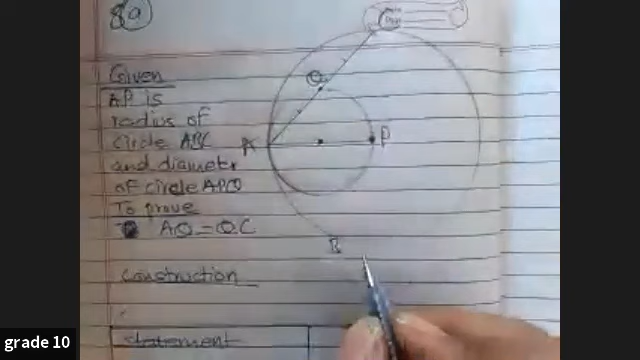 8(a)
Given
AP is
radius of
circle ABC
and diameter
of circle APQ
To prove
AQ = QC
Construction
Statement
A
Q
C
P
B
grade 10